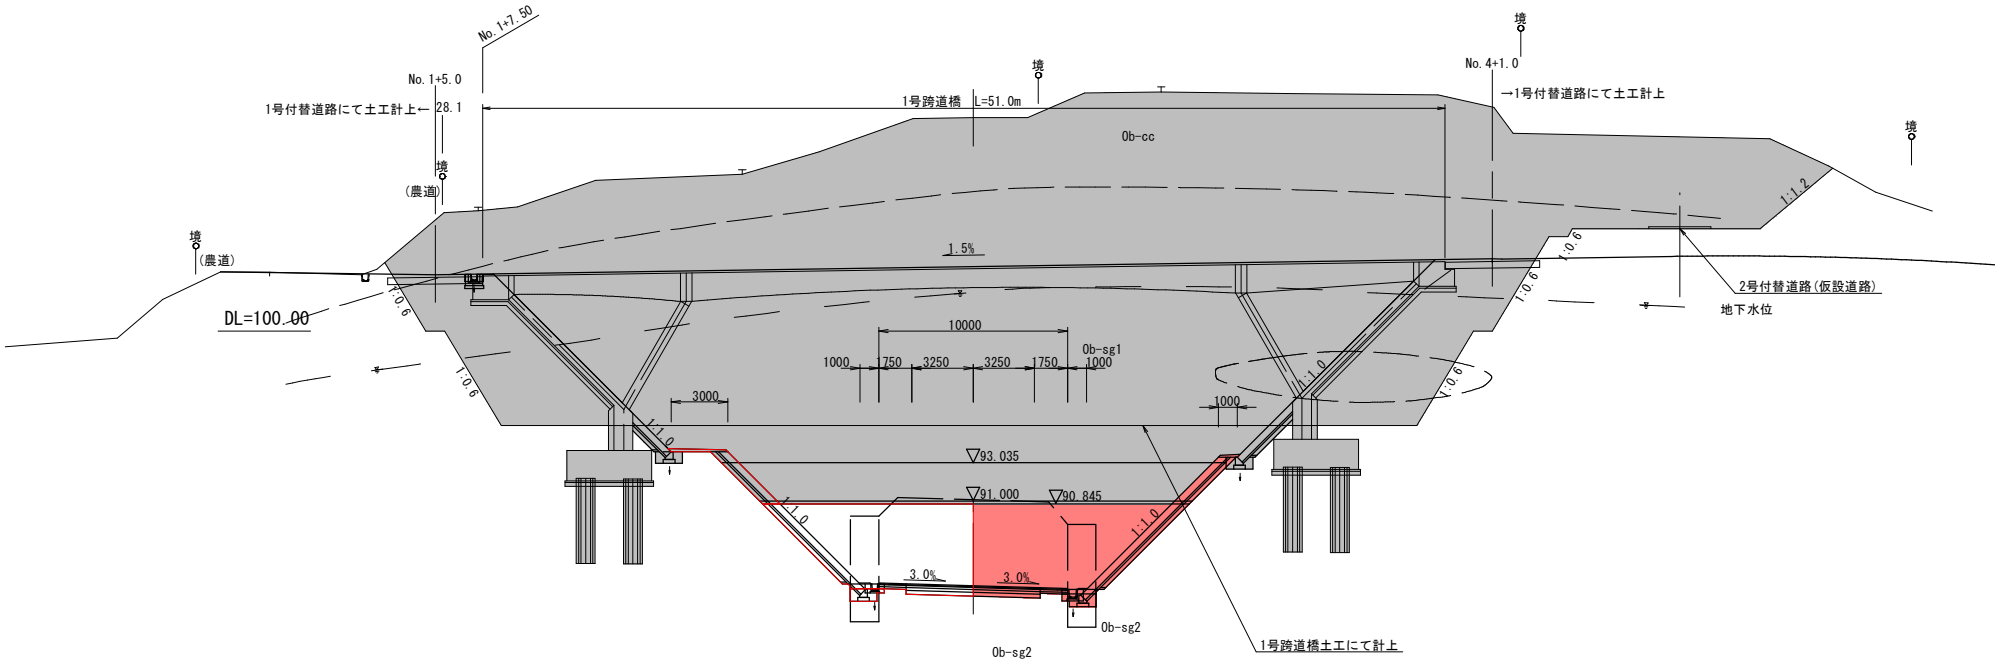 No.1+7.50
境
境
No.1+5.0
No.4+1.0
1号付替道路にて土工計上←
28.1
1号跨道橋　L=51.0m
→1号付替道路にて土工計上
Ob-cc
境
境
(農道)
1:1.2
境
(農道)
1.5%
1:0.6
1:0.6
1:0.6
2号付替道路(仮設道路)
地下水位
DL=100.00
10000
Ob-sg1
1000
1750
3250
3250
1750
1000
1:0.6
1:1.0
1:0.6
3000
1000
1:1.0
93.035
91.000
90.845
1:1.0
1:1.0
3.0%
3.0%
Ob-sg2
1号跨道橋土工にて計上
Ob-sg2